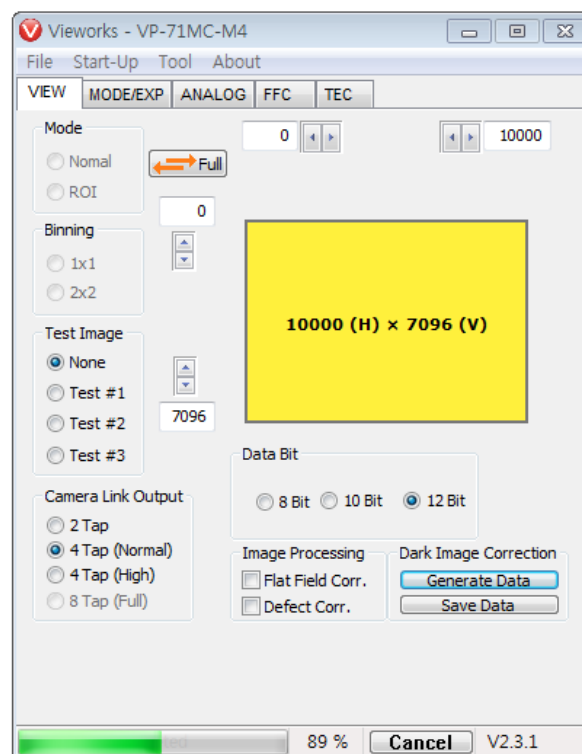 Vieworks - VP-71MC-M4
File Start-Up Tool About
VIEW MODE/EXP ANALOG FFC TEC
Mode
Nomal
ROI
Full
0
10000
0
Binning
1x1
2x2
10000 (H) × 7096 (V)
Test Image
None
Test #1
Test #2
Test #3
7096
Data Bit
8 Bit 10 Bit 12 Bit
Camera Link Output
2 Tap
4 Tap (Normal)
4 Tap (High)
8 Tap (Full)
Image Processing
Flat Field Corr.
Defect Corr.
Dark Image Correction
Generate Data
Save Data
89 % Cancel V2.3.1